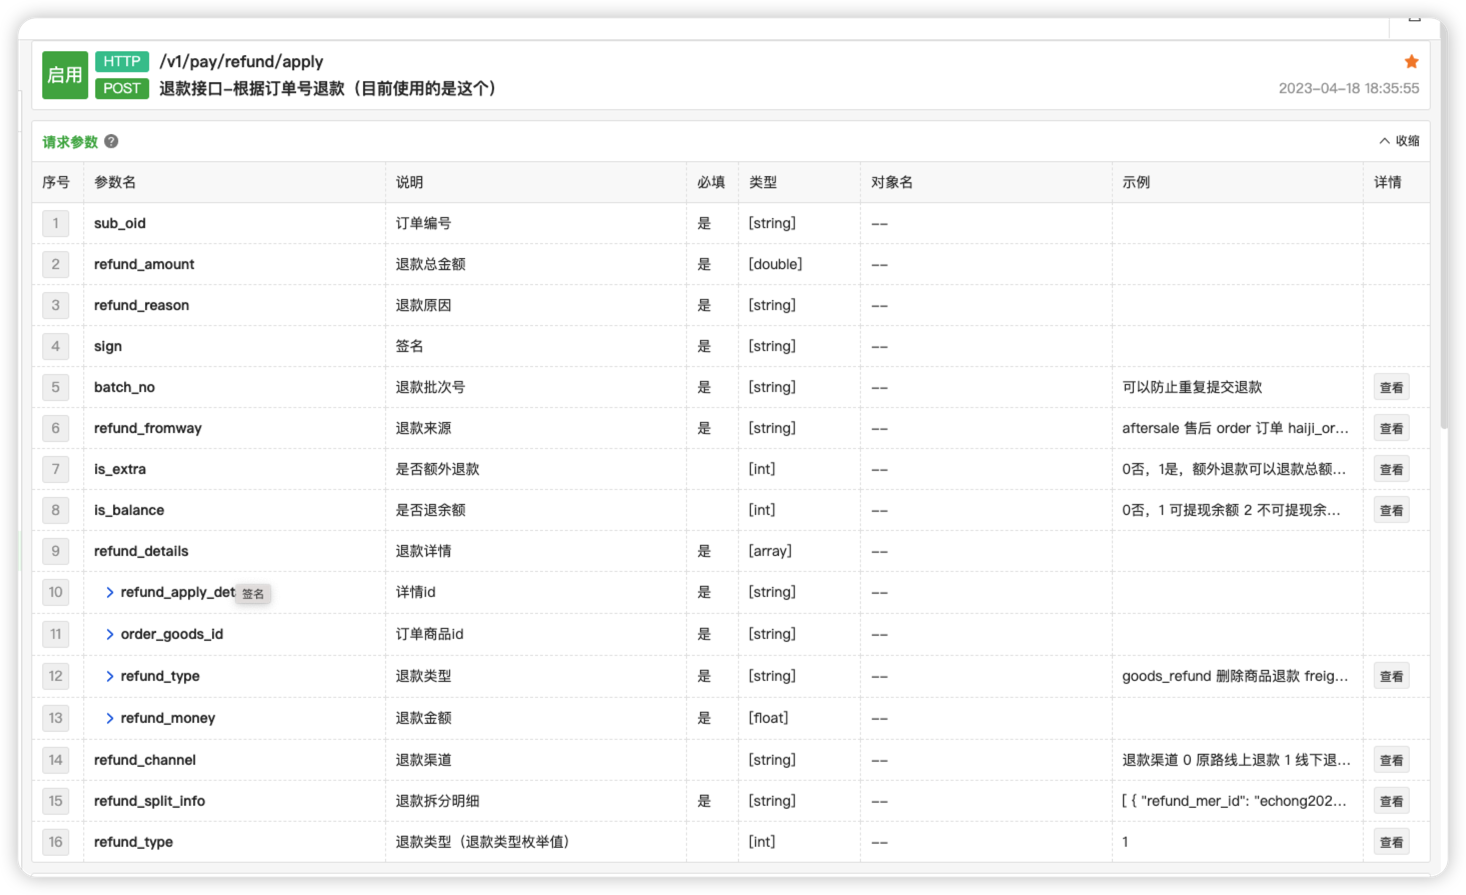 启用 HTTP /v1/pay/refund/apply
POST 退款接口-根据订单号退款（目前使用的是这个） 2023-04-18 18:35:55
请求参数 ? 收缩
序号 参数名 说明 必填 类型 对象名 示例 详情
1 sub_oid 订单编号 是 [string] --
2 refund_amount 退款总金额 是 [double] --
3 refund_reason 退款原因 是 [string] --
4 sign 签名 是 [string] --
5 batch_no 退款批次号 是 [string] -- 可以防止重复提交退款 查看
6 refund_fromway 退款来源 是 [string] -- aftersale 售后 order 订单 haiji_or... 查看
7 is_extra 是否额外退款 [int] -- 0否，1是，额外退款可以退款总额... 查看
8 is_balance 是否退余额 [int] -- 0否，1 可提现余额 2 不可提现余... 查看
9 refund_details 退款详情 是 [array] --
10 refund_apply_det 签名 详情id 是 [string] --
11 order_goods_id 订单商品id 是 [string] --
12 refund_type 退款类型 是 [string] -- goods_refund 删除商品退款 freig... 查看
13 refund_money 退款金额 是 [float] --
14 refund_channel 退款渠道 [string] -- 退款渠道 0 原路线上退款 1 线下退... 查看
15 refund_split_info 退款拆分明细 是 [string] -- [ { "refund_mer_id": "echong202... 查看
16 refund_type 退款类型（退款类型枚举值） [int] -- 1 查看